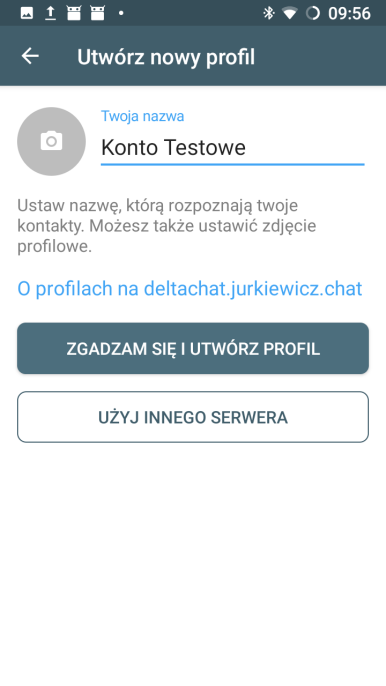 09:56
Utwórz nowy profil
Twoja nazwa
Konto Testowe
Ustaw nazwę, którą rozpoznają twoje
kontakty. Możesz także ustawić zdjęcie
profilowe.
O profilach na deltachat.jurkiewicz.chat
ZGADZAM SIĘ I UTWÓRZ PROFIL
UŻYJ INNEGO SERWERA